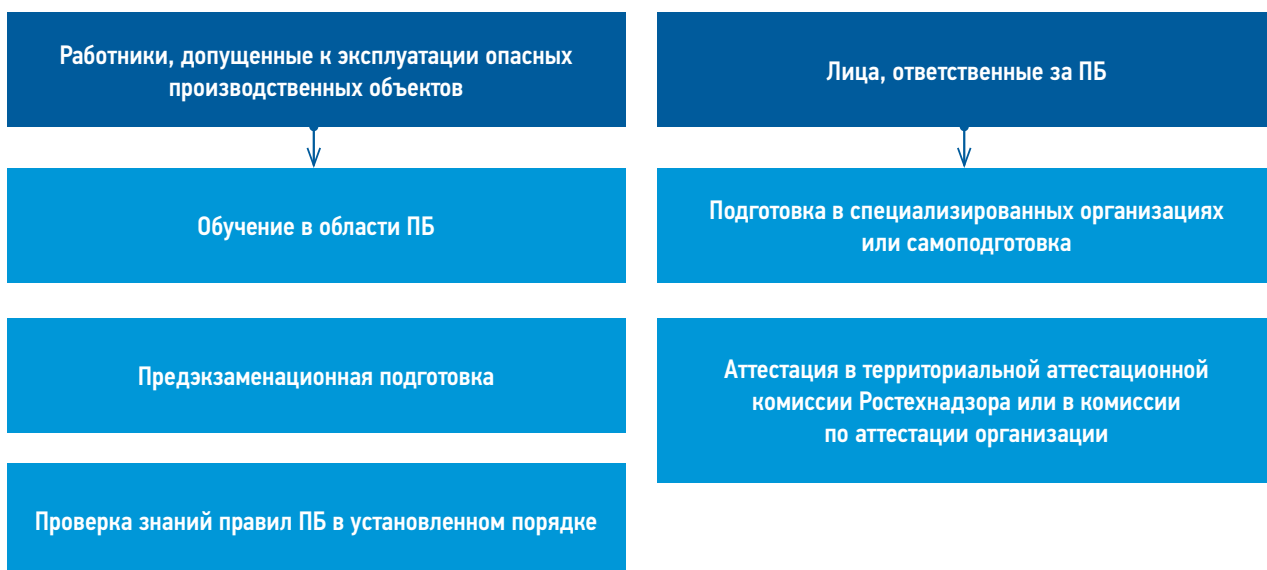 Работники, допущенные к эксплуатации опасных
производственных объектов
Обучение в области ПБ
Предэкзаменационная подготовка
Проверка знаний правил ПБ в установленном порядке
Лица, ответственные за ПБ
Подготовка в специализированных организациях
или самоподготовка
Аттестация в территориальной аттестационной
комиссии Ростехнадзора или в комиссии
по аттестации организации